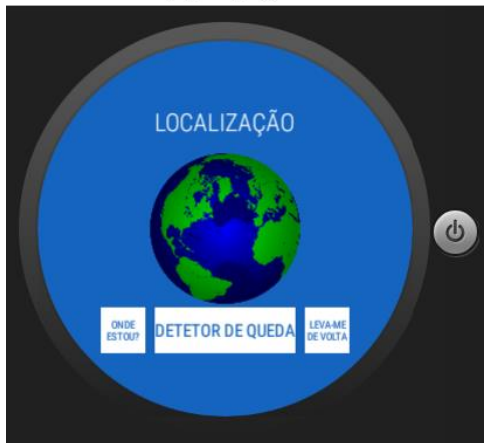 LOCALIZAÇÃO
ONDE
ESTOU?
DETETOR DE QUEDA
LEVA-ME
DE VOLTA